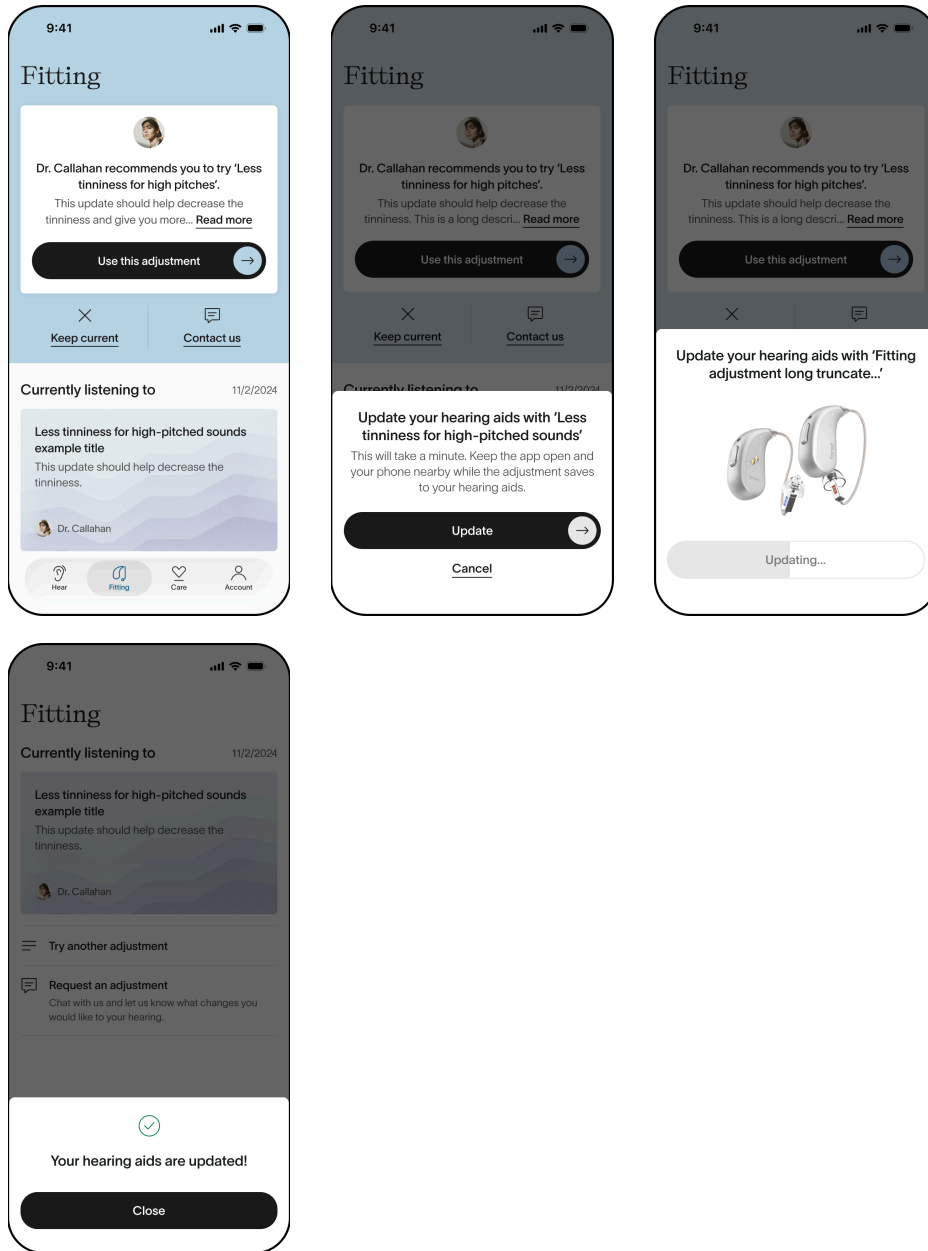 9:41
Fitting
Dr. Callahan recommends you to try ‘Less
tinniness for high pitches’.
This update should help decrease the
tinniness and give you more... Read more
Use this adjustment
Keep current
Contact us
Currently listening to
11/2/2024
Less tinniness for high-pitched sounds
example title
This update should help decrease the
tinniness.
Dr. Callahan
Hear
Fitting
Care
Account
9:41
Fitting
Dr. Callahan recommends you to try ‘Less
tinniness for high pitches’.
This update should help decrease the
tinniness. This is a long descri... Read more
Use this adjustment
Keep current
Contact us
Currently listening to
11/2/2024
Update your hearing aids with ‘Less
tinniness for high-pitched sounds’
This will take a minute. Keep the app open and
your phone nearby while the adjustment saves
to your hearing aids.
Update
Cancel
9:41
Fitting
Dr. Callahan recommends you to try ‘Less
tinniness for high pitches’.
This update should help decrease the
tinniness. This is a long descri... Read more
Use this adjustment
Update your hearing aids with ‘Fitting
adjustment long truncate...’
Updating...
9:41
Fitting
Currently listening to
11/2/2024
Less tinniness for high-pitched sounds
example title
This update should help decrease the
tinniness.
Dr. Callahan
Try another adjustment
Request an adjustment
Chat with us and let us know what changes you
would like to your hearing.
Your hearing aids are updated!
Close